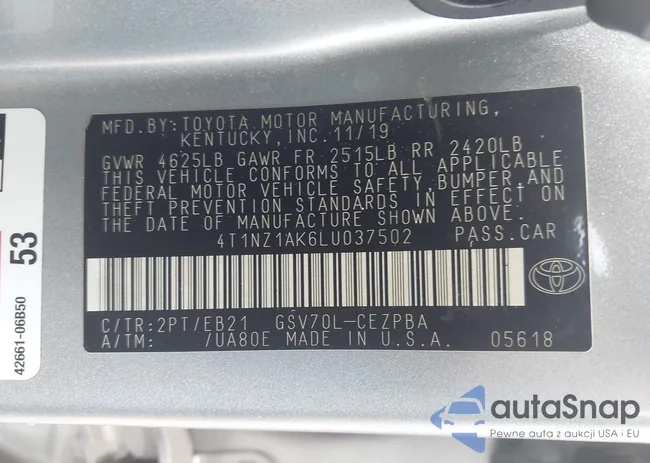 MFD.BY:TOYOTA MOTOR MANUFACTURING,
KENTUCKY,INC.11/19
GVWR 4625LB GAWR FR 2515LB RR 2420LB
THIS VEHICLE CONFORMS TO ALL APPLICABLE
FEDERAL MOTOR VEHICLE SAFETY,BUMPER,AND
THEFT PREVENTION STANDARDS IN EFFECT ON
THE DATE OF MANUFACTURE SHOWN ABOVE.
4T1NZ1AK6LU037502 PASS.CAR
C/TR:2PT/EB21 GSV70L-CEZPBA
A/TM: /UA80E MADE IN U.S.A. 05618
53
42661-06B50
autaSnap
Pewne auta z aukcji USA i EU